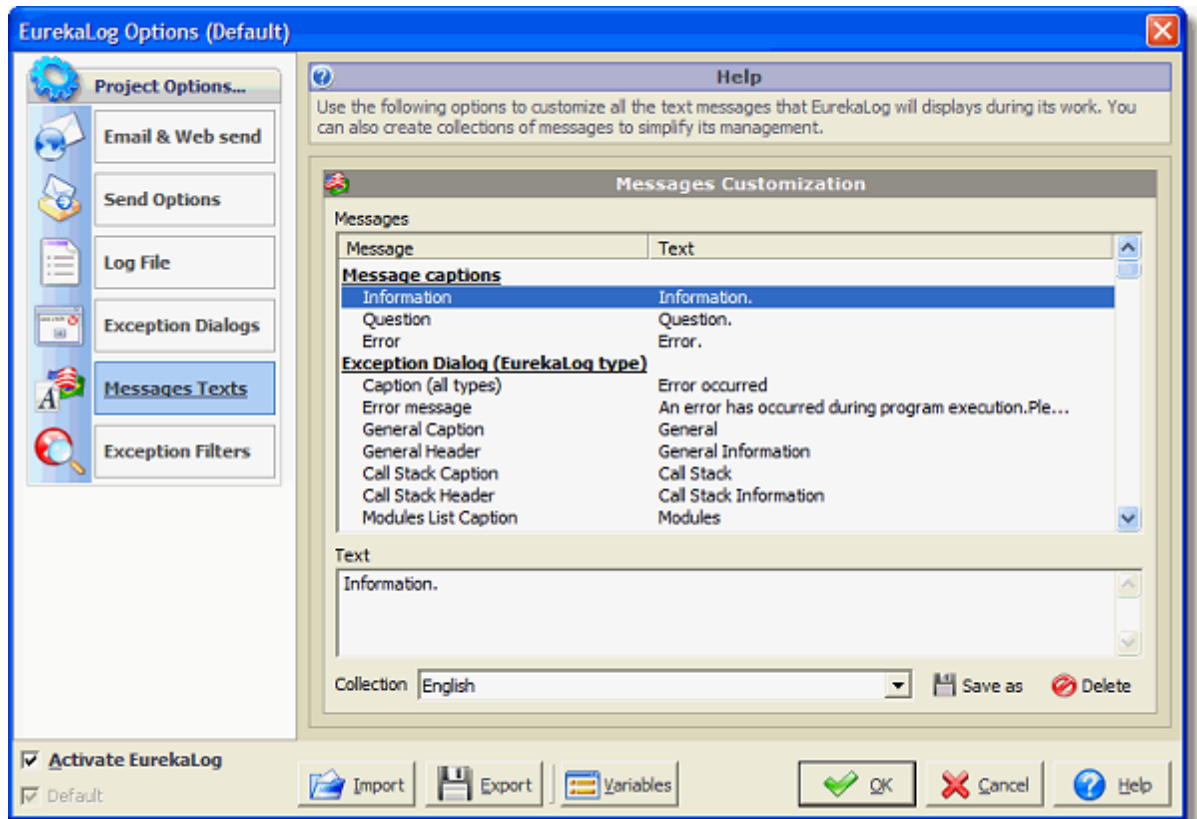 EurekaLog Options (Default)
Project Options...
Email & Web send
Send Options
Log File
Exception Dialogs
Messages Texts
Exception Filters
Help
Use the following options to customize all the text messages that EurekaLog will displays during its work. You
can also create collections of messages to simplify its management.
Messages Customization
Messages
Message Text
Message captions
Information Information.
Question Question.
Error Error.
Exception Dialog (EurekaLog type)
Caption (all types) Error occurred
Error message An error has occurred during program execution.Ple...
General Caption General
General Header General Information
Call Stack Caption Call Stack
Call Stack Header Call Stack Information
Modules List Caption Modules
Text
Information.
Collection English Save as Delete
Activate EurekaLog
Default
Import Export Variables OK Cancel Help